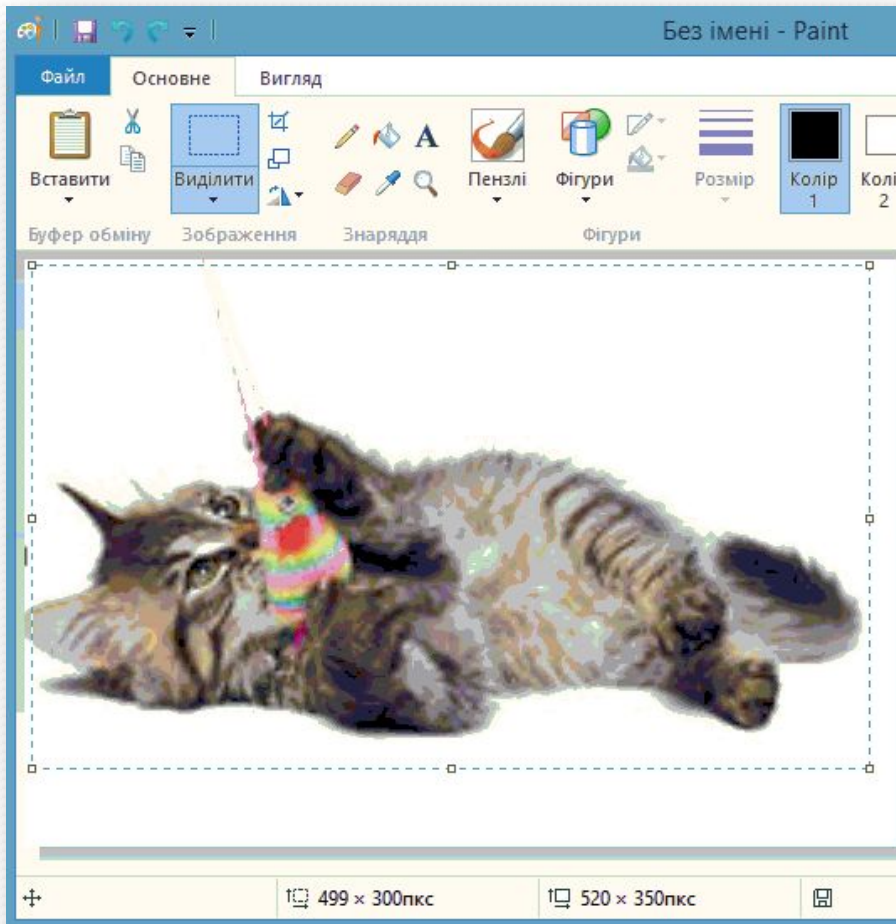 Без імені - Paint
Файл Основне Вигляд
Вставити Виділити A Пензлі Фігури Розмір Колір 1 Колі 2
Буфер обміну Зображення Знаряддя Фігури
499 × 300пкс 520 × 350пкс